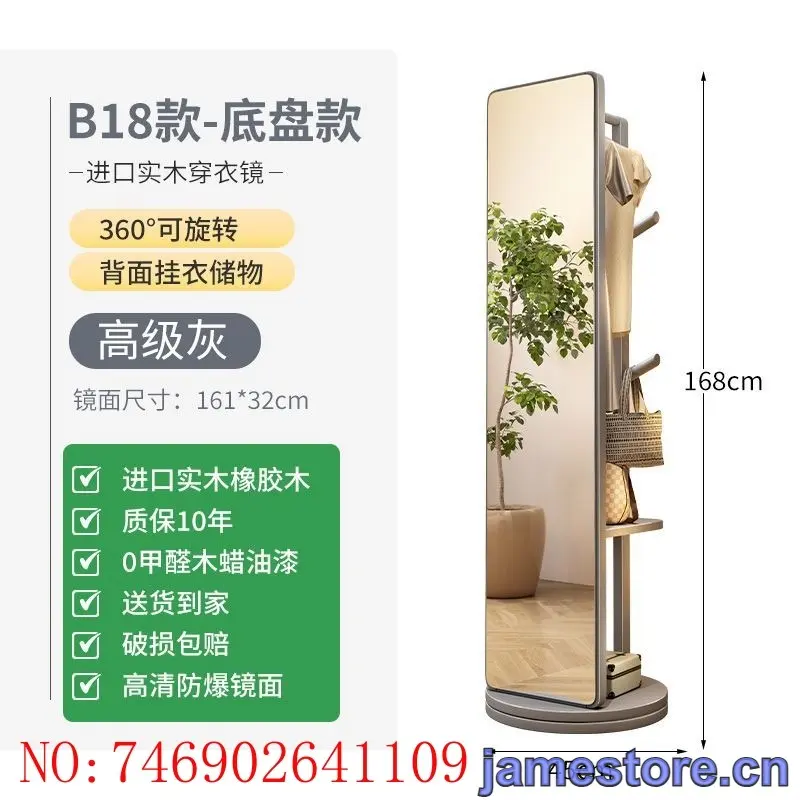 B18款-底盘款
-进口实木穿衣镜-
360°可旋转
背面挂衣储物
高级灰
镜面尺寸：161*32cm
进口实木橡胶木
质保10年
0甲醛木蜡油漆
送货到家
破损包赔
高清防爆镜面
168cm
NO:746902641109
jamestore.cn